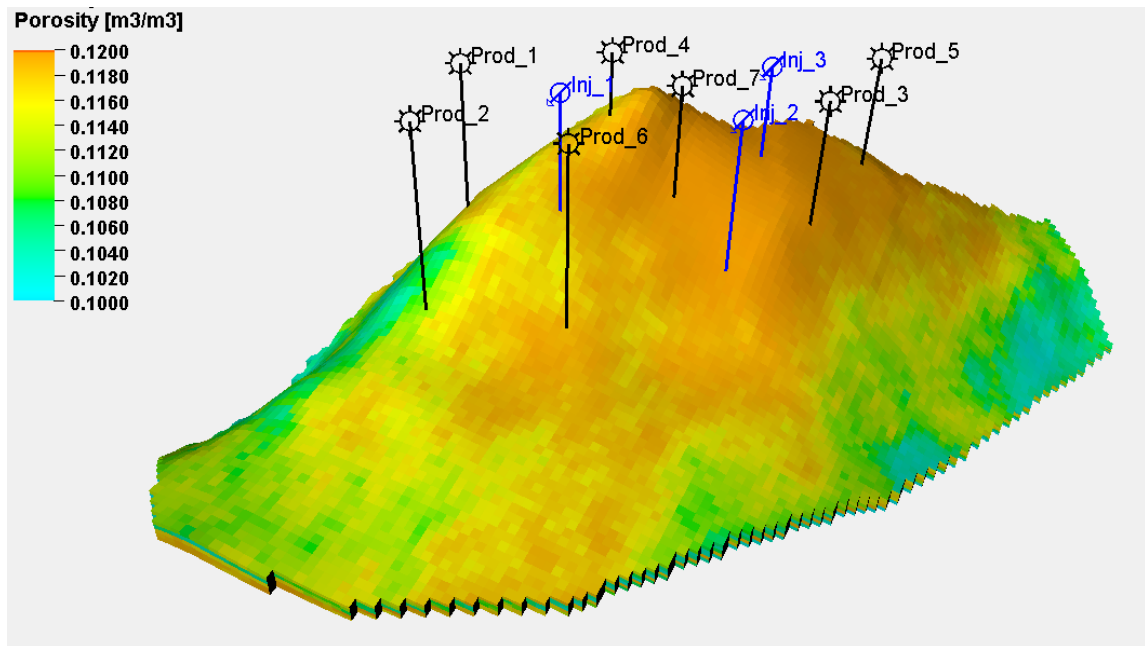 Porosity [m3/m3]
0.1200
0.1180
0.1160
0.1140
0.1120
0.1100
0.1080
0.1060
0.1040
0.1020
0.1000
Prod_1
Prod_4
Inj_3
Prod_5
Prod_2
Inj_1
Prod_7
Inj_2
Prod_3
Prod_6